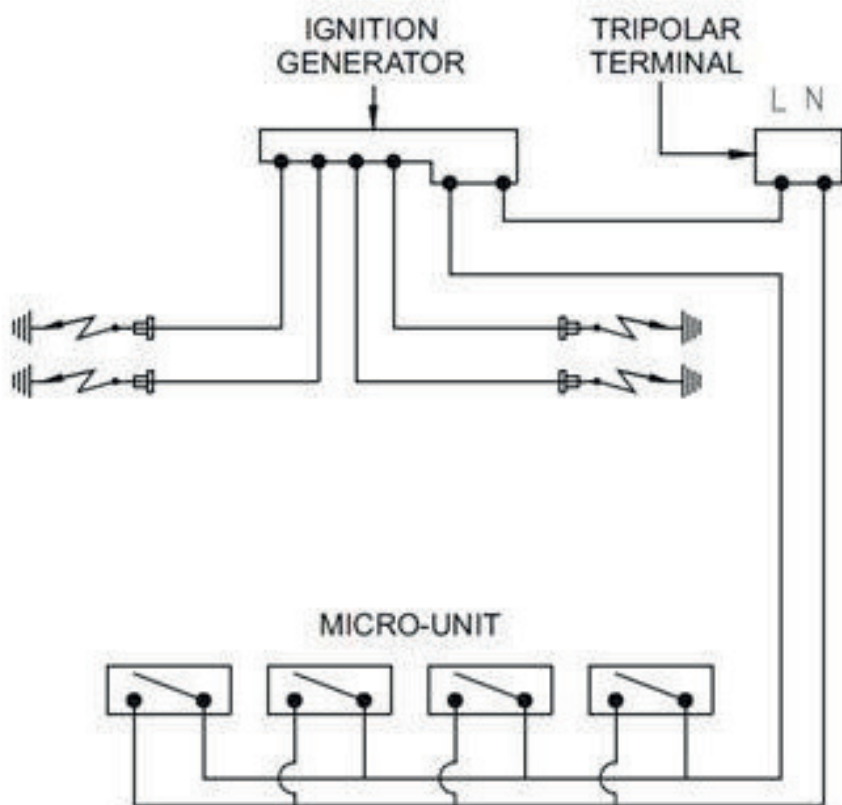 IGNITION
GENERATOR
TRIPOLAR
TERMINAL
L N
MICRO-UNIT